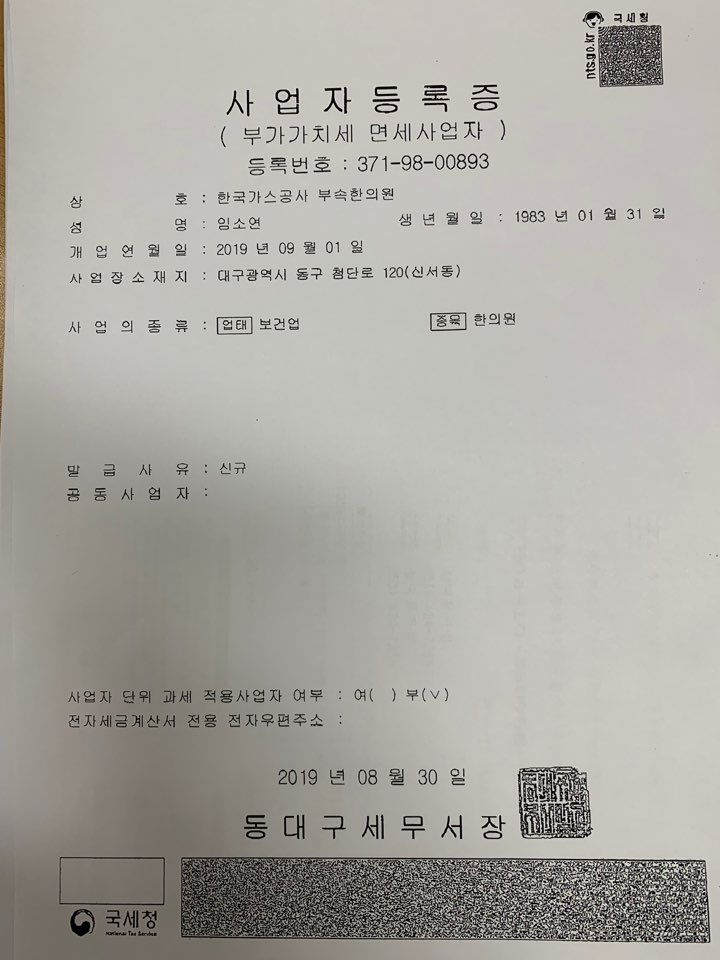 국세청
nts.go.kr
사업자등록증
( 부가가치세 면세사업자 )
등록번호 : 371-98-00893
상 호 : 한국가스공사 부속한의원
성 명 : 임소연 생년월일 : 1983 년 01 월 31 일
개업연월일 : 2019 년 09 월 01 일
사업장소재지 : 대구광역시 동구 첨단로 120(신서동)
사업의종류 : 업태 보건업 종목 한의원
발급사유 : 신규
공동사업자 :
사업자 단위 과세 적용사업자 여부 : 여( ) 부(∨)
전자세금계산서 전용 전자우편주소 :
2019 년 08 월 30 일
동대구세무서장
국세청
National Tax Service